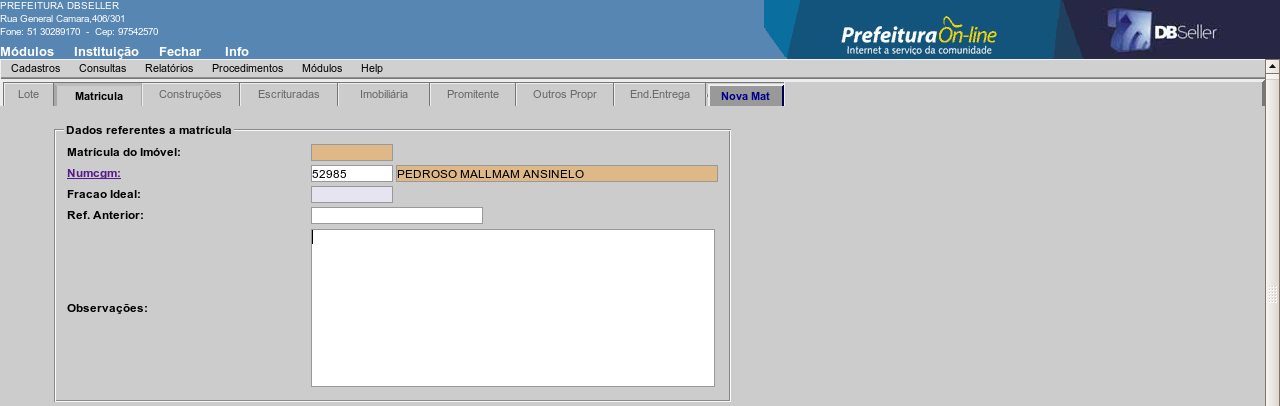 PREFEITURA DBSELLER
Rua General Camara,406/301
Fone: 51 30289170 - Cep: 97542570
Módulos Instituição Fechar Info
PrefeituraOn-line
Internet a serviço da comunidade
DBSeller
Cadastros Consultas Relatórios Procedimentos Módulos Help
Lote Matricula Construções Escrituradas Imobiliária Promitente Outros Propr End.Entrega Nova Mat
Dados referentes a matrícula
Matrícula do Imóvel:
Numcgm: 52985 PEDROSO MALLMAM ANSINELO
Fracao Ideal:
Ref. Anterior:
Observações: